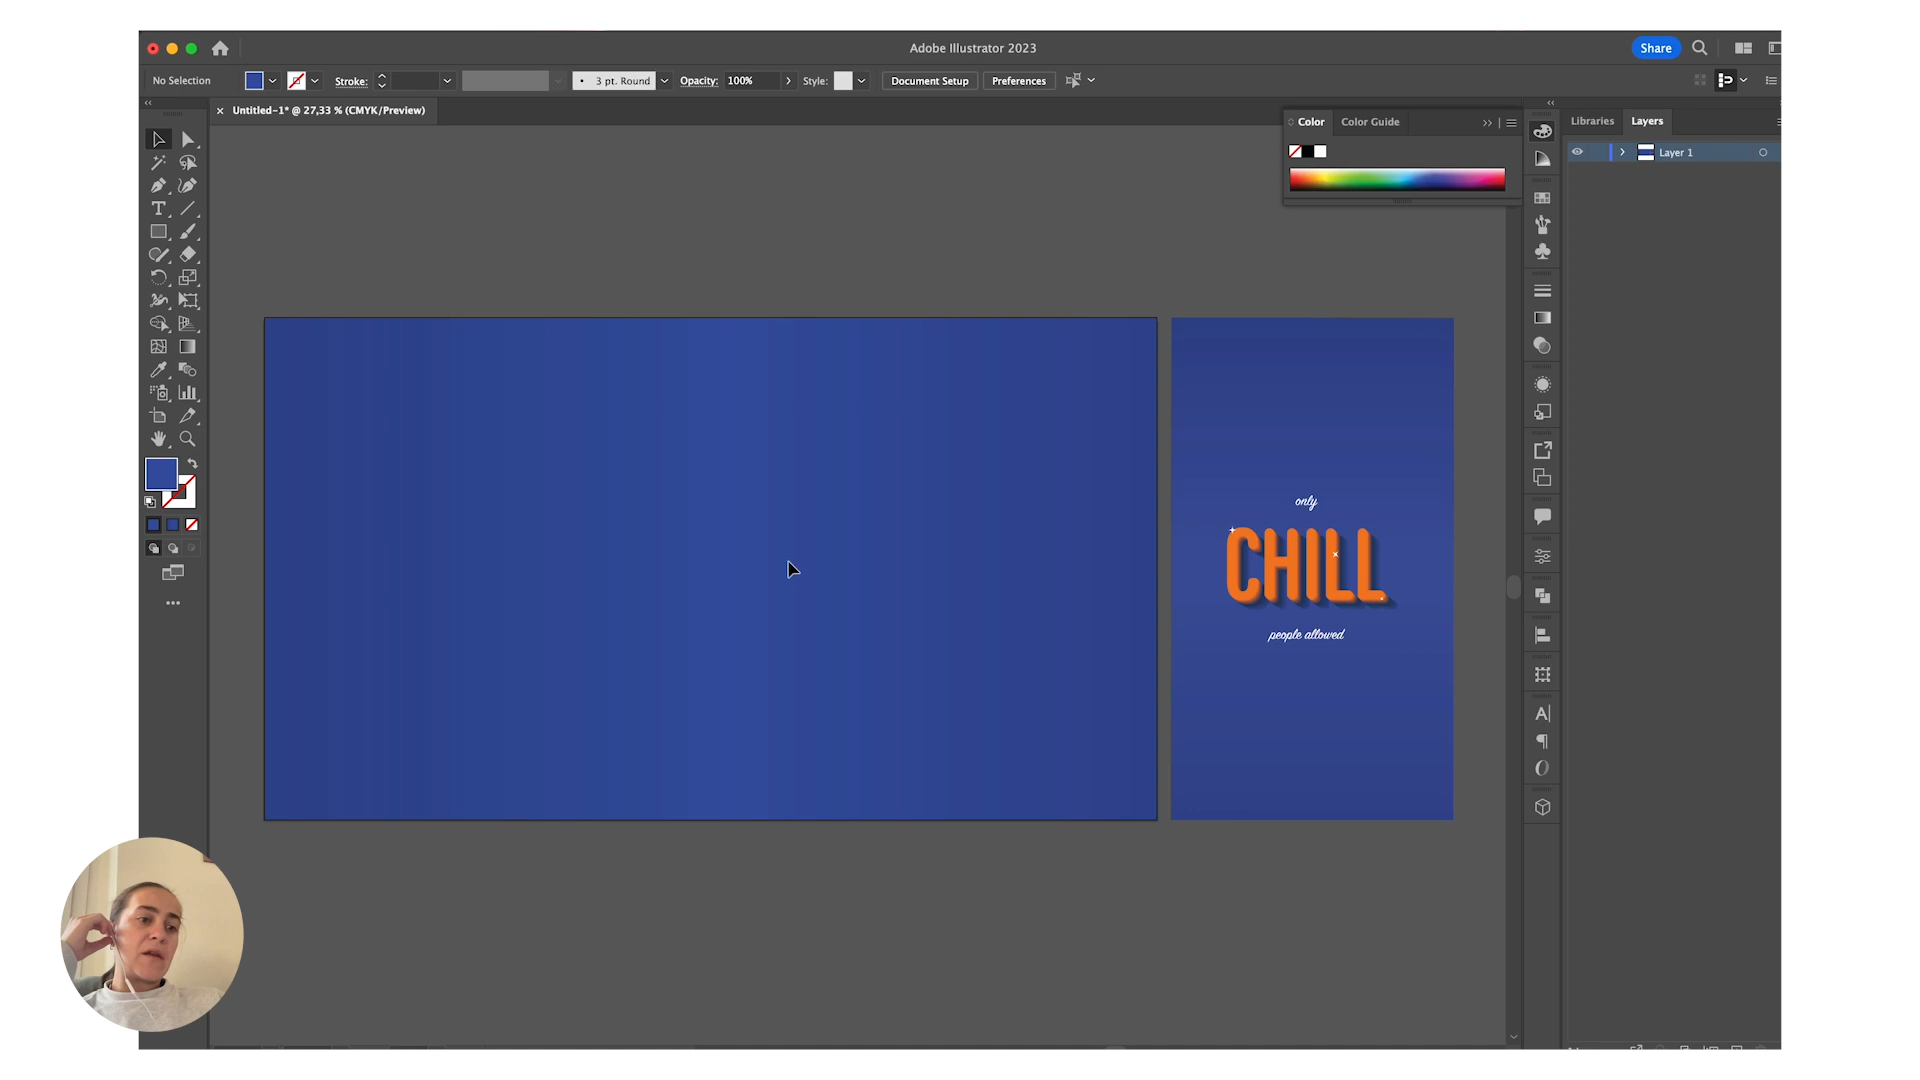 Adobe Illustrator 2023
Share
No Selection
Stroke:
3 pt. Round
Opacity:
100%
Style:
Document Setup
Preferences
Untitled-1* @ 27,33 % (CMYK/Preview)
Color
Color Guide
Libraries
Layers
Layer 1
only
CHILL
people allowed